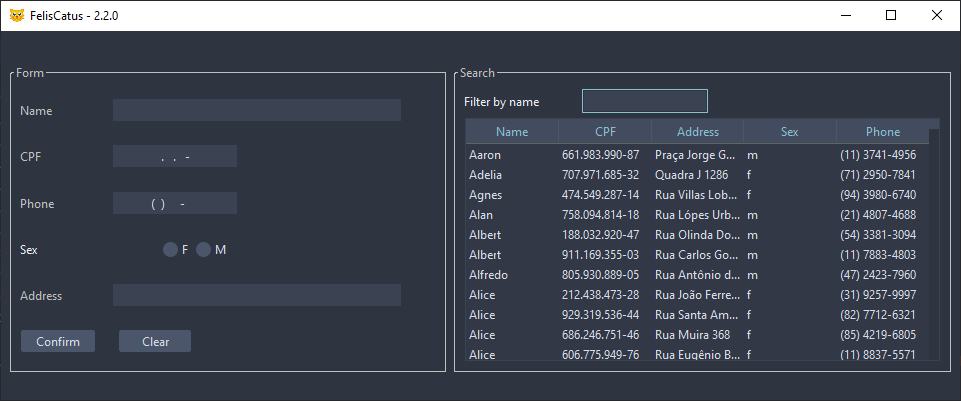 FelisCatus - 2.2.0
Form
Name
CPF . . -
Phone ( ) -
Sex F M
Address
Confirm Clear
Search
Filter by name
Name CPF Address Sex Phone
Aaron 661.983.990-87 Praça Jorge G... m (11) 3741-4956
Adelia 707.971.685-32 Quadra J 1286 f (71) 2950-7841
Agnes 474.549.287-14 Rua Villas Lob... f (94) 3980-6740
Alan 758.094.814-18 Rua Lópes Urb... m (21) 4807-4688
Albert 188.032.920-47 Rua Olinda Do... m (54) 3381-3094
Albert 911.169.355-03 Rua Carlos Go... m (11) 7883-4803
Alfredo 805.930.889-05 Rua Antônio d... m (47) 2423-7960
Alice 212.438.473-28 Rua João Ferre... f (31) 9257-9997
Alice 929.319.536-44 Rua Santa Am... f (82) 7712-6321
Alice 686.246.751-46 Rua Muira 368 f (85) 4219-6805
Alice 606.775.949-76 Rua Eugênio B... f (11) 8837-5571